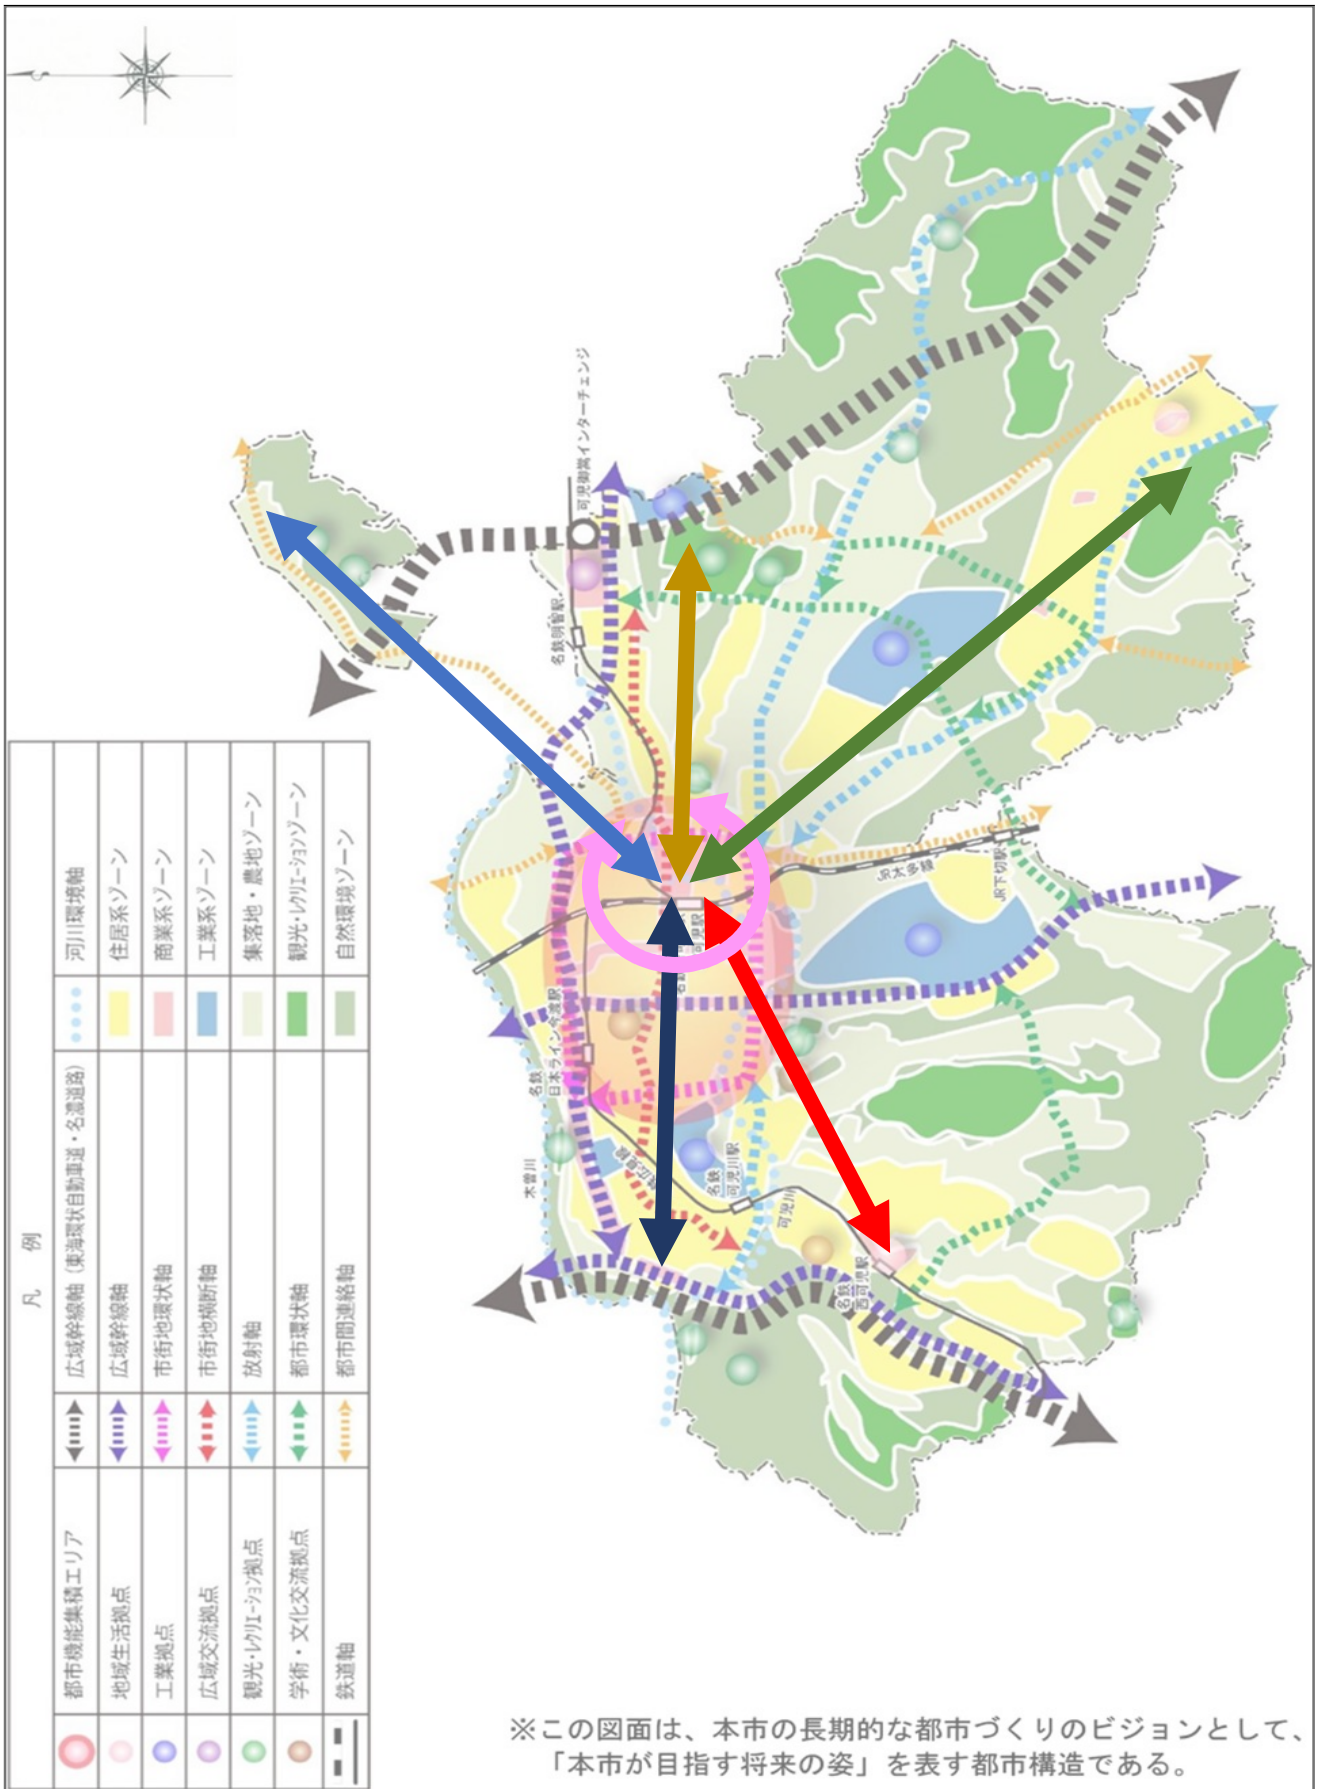 凡　例
都市機能集積エリア
地域生活拠点
工業拠点
広域交流拠点
観光・レクリエーション拠点
学術・文化交流拠点
鉄道軸
広域幹線軸（東海環状自動車道・名濃道路）
広域幹線軸
市街地環状軸
市街地横断軸
放射軸
都市環状軸
都市間連絡軸
河川環境軸
住居系ゾーン
商業系ゾーン
工業系ゾーン
集落地・農地ゾーン
観光・レクリエーションゾーン
自然環境ゾーン
可児御嵩インターチェンジ
名鉄明智駅
JR太多線
JR下切駅
可児駅
名鉄
日本ライン今渡駅
木曽川
名鉄
可児川駅
可児川
名鉄
西可児駅
※この図面は、本市の長期的な都市づくりのビジョンとして、
「本市が目指す将来の姿」を表す都市構造である。